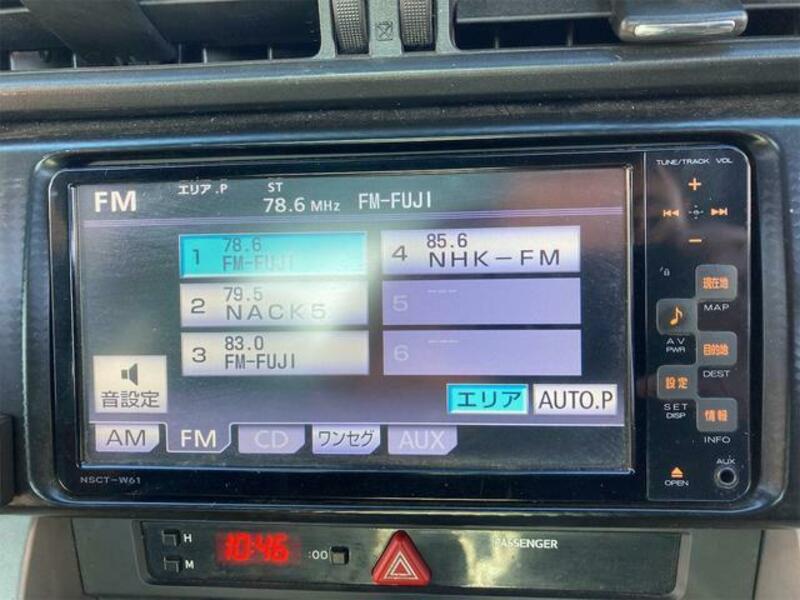 FM エリア.P ST 78.6 MHz FM-FUJI
1 78.6 FM-FUJI
2 79.5 NACK5
3 83.0 FM-FUJI
4 85.6 NHK-FM
5 ---
6 ---
音設定
エリア AUTO.P
AM FM CD ワンセグ AUX
NSCT-W61
TUNE/TRACK VOL
+
-
現在地
MAP
AV PWR
目的地
DEST
設定
SET DISP
情報
INFO
OPEN
AUX
H
M
10:46
:00
PASSENGER